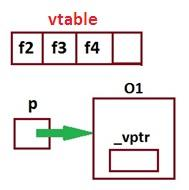 vtable
f2 f3 f4
p O1
_vptr